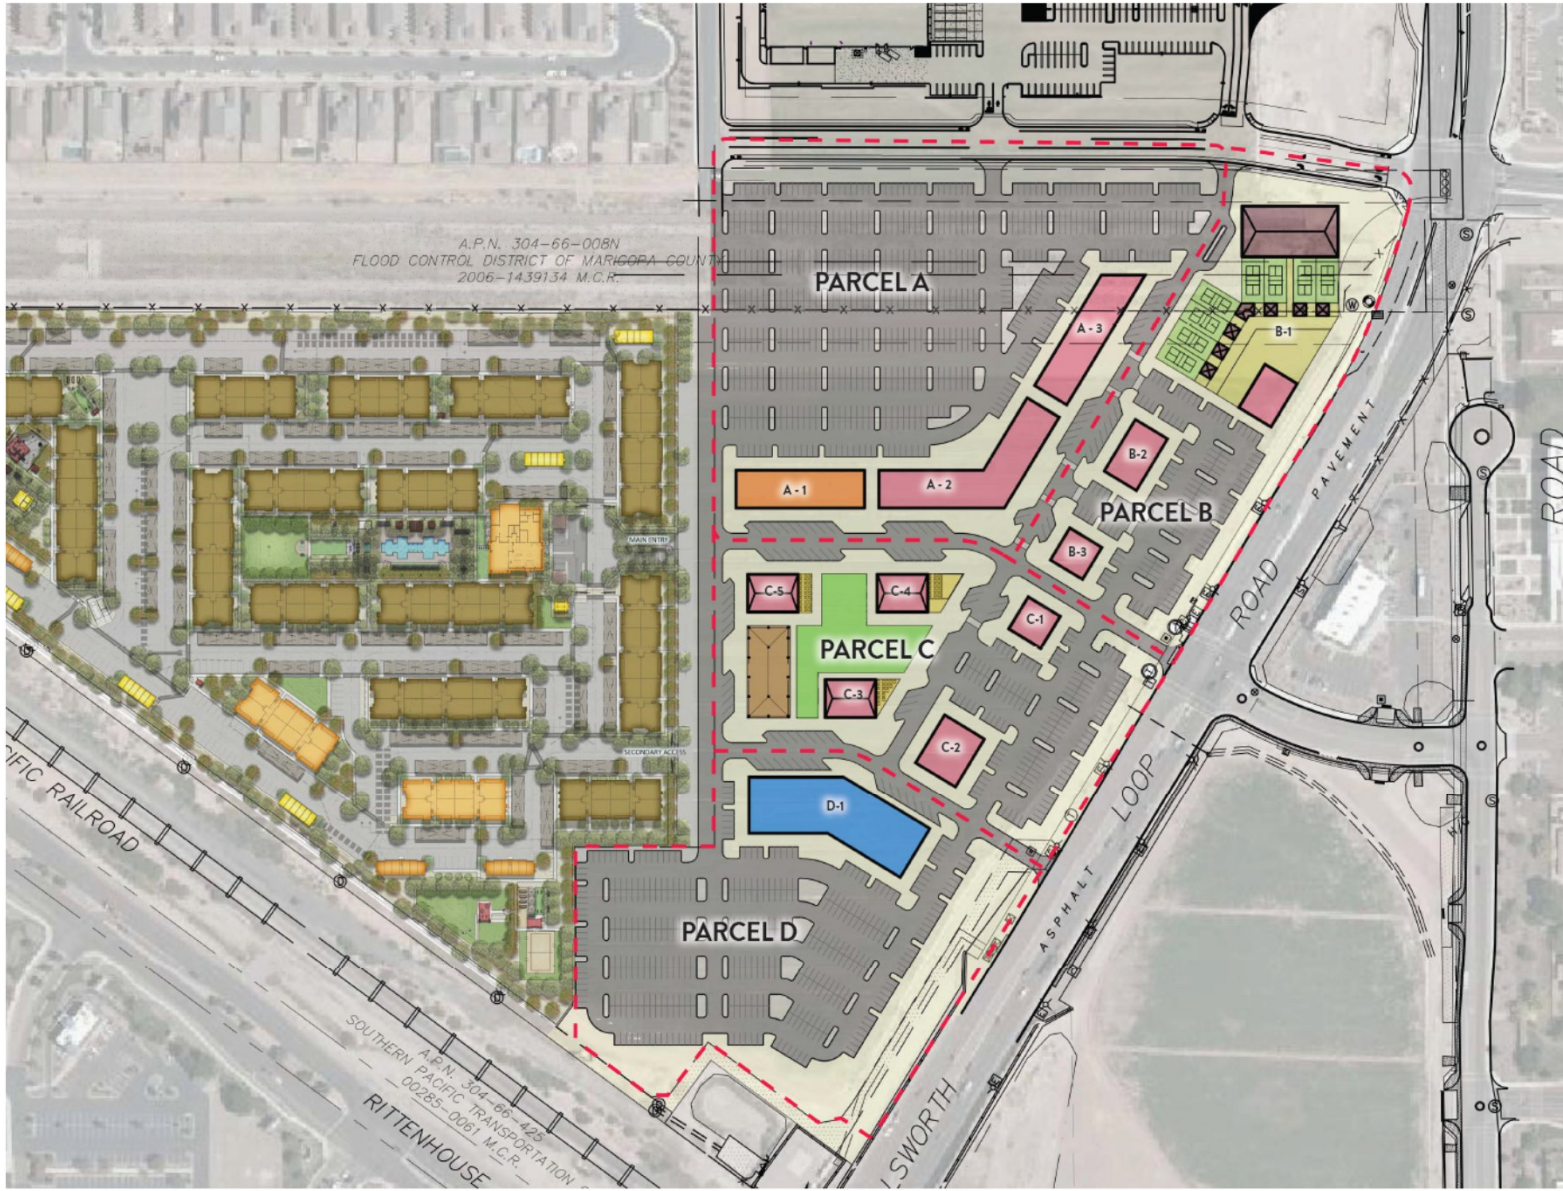 A.P.N. 304-66-008N
FLOOD CONTROL DISTRICT OF MARICOPA COUNTY
2006-1439134 M.C.R.
PARCEL A
A - 3
B-1
B-2
A - 1
A - 2
PARCEL B
B-3
MAIN ENTRY
C-5
C-4
C-1
PARCEL C
C-3
C-2
SECONDARY ACCESS
D-1
PARCEL D
PAVEMENT
ROAD
ROAD
LOOP
ASPHALT
SWORTH
IFIC RAILROAD
A.P.N. 304-66-425
SOUTHERN PACIFIC TRANSPORTATION
00285-0061, M.C.R.
RITTENHOUSE